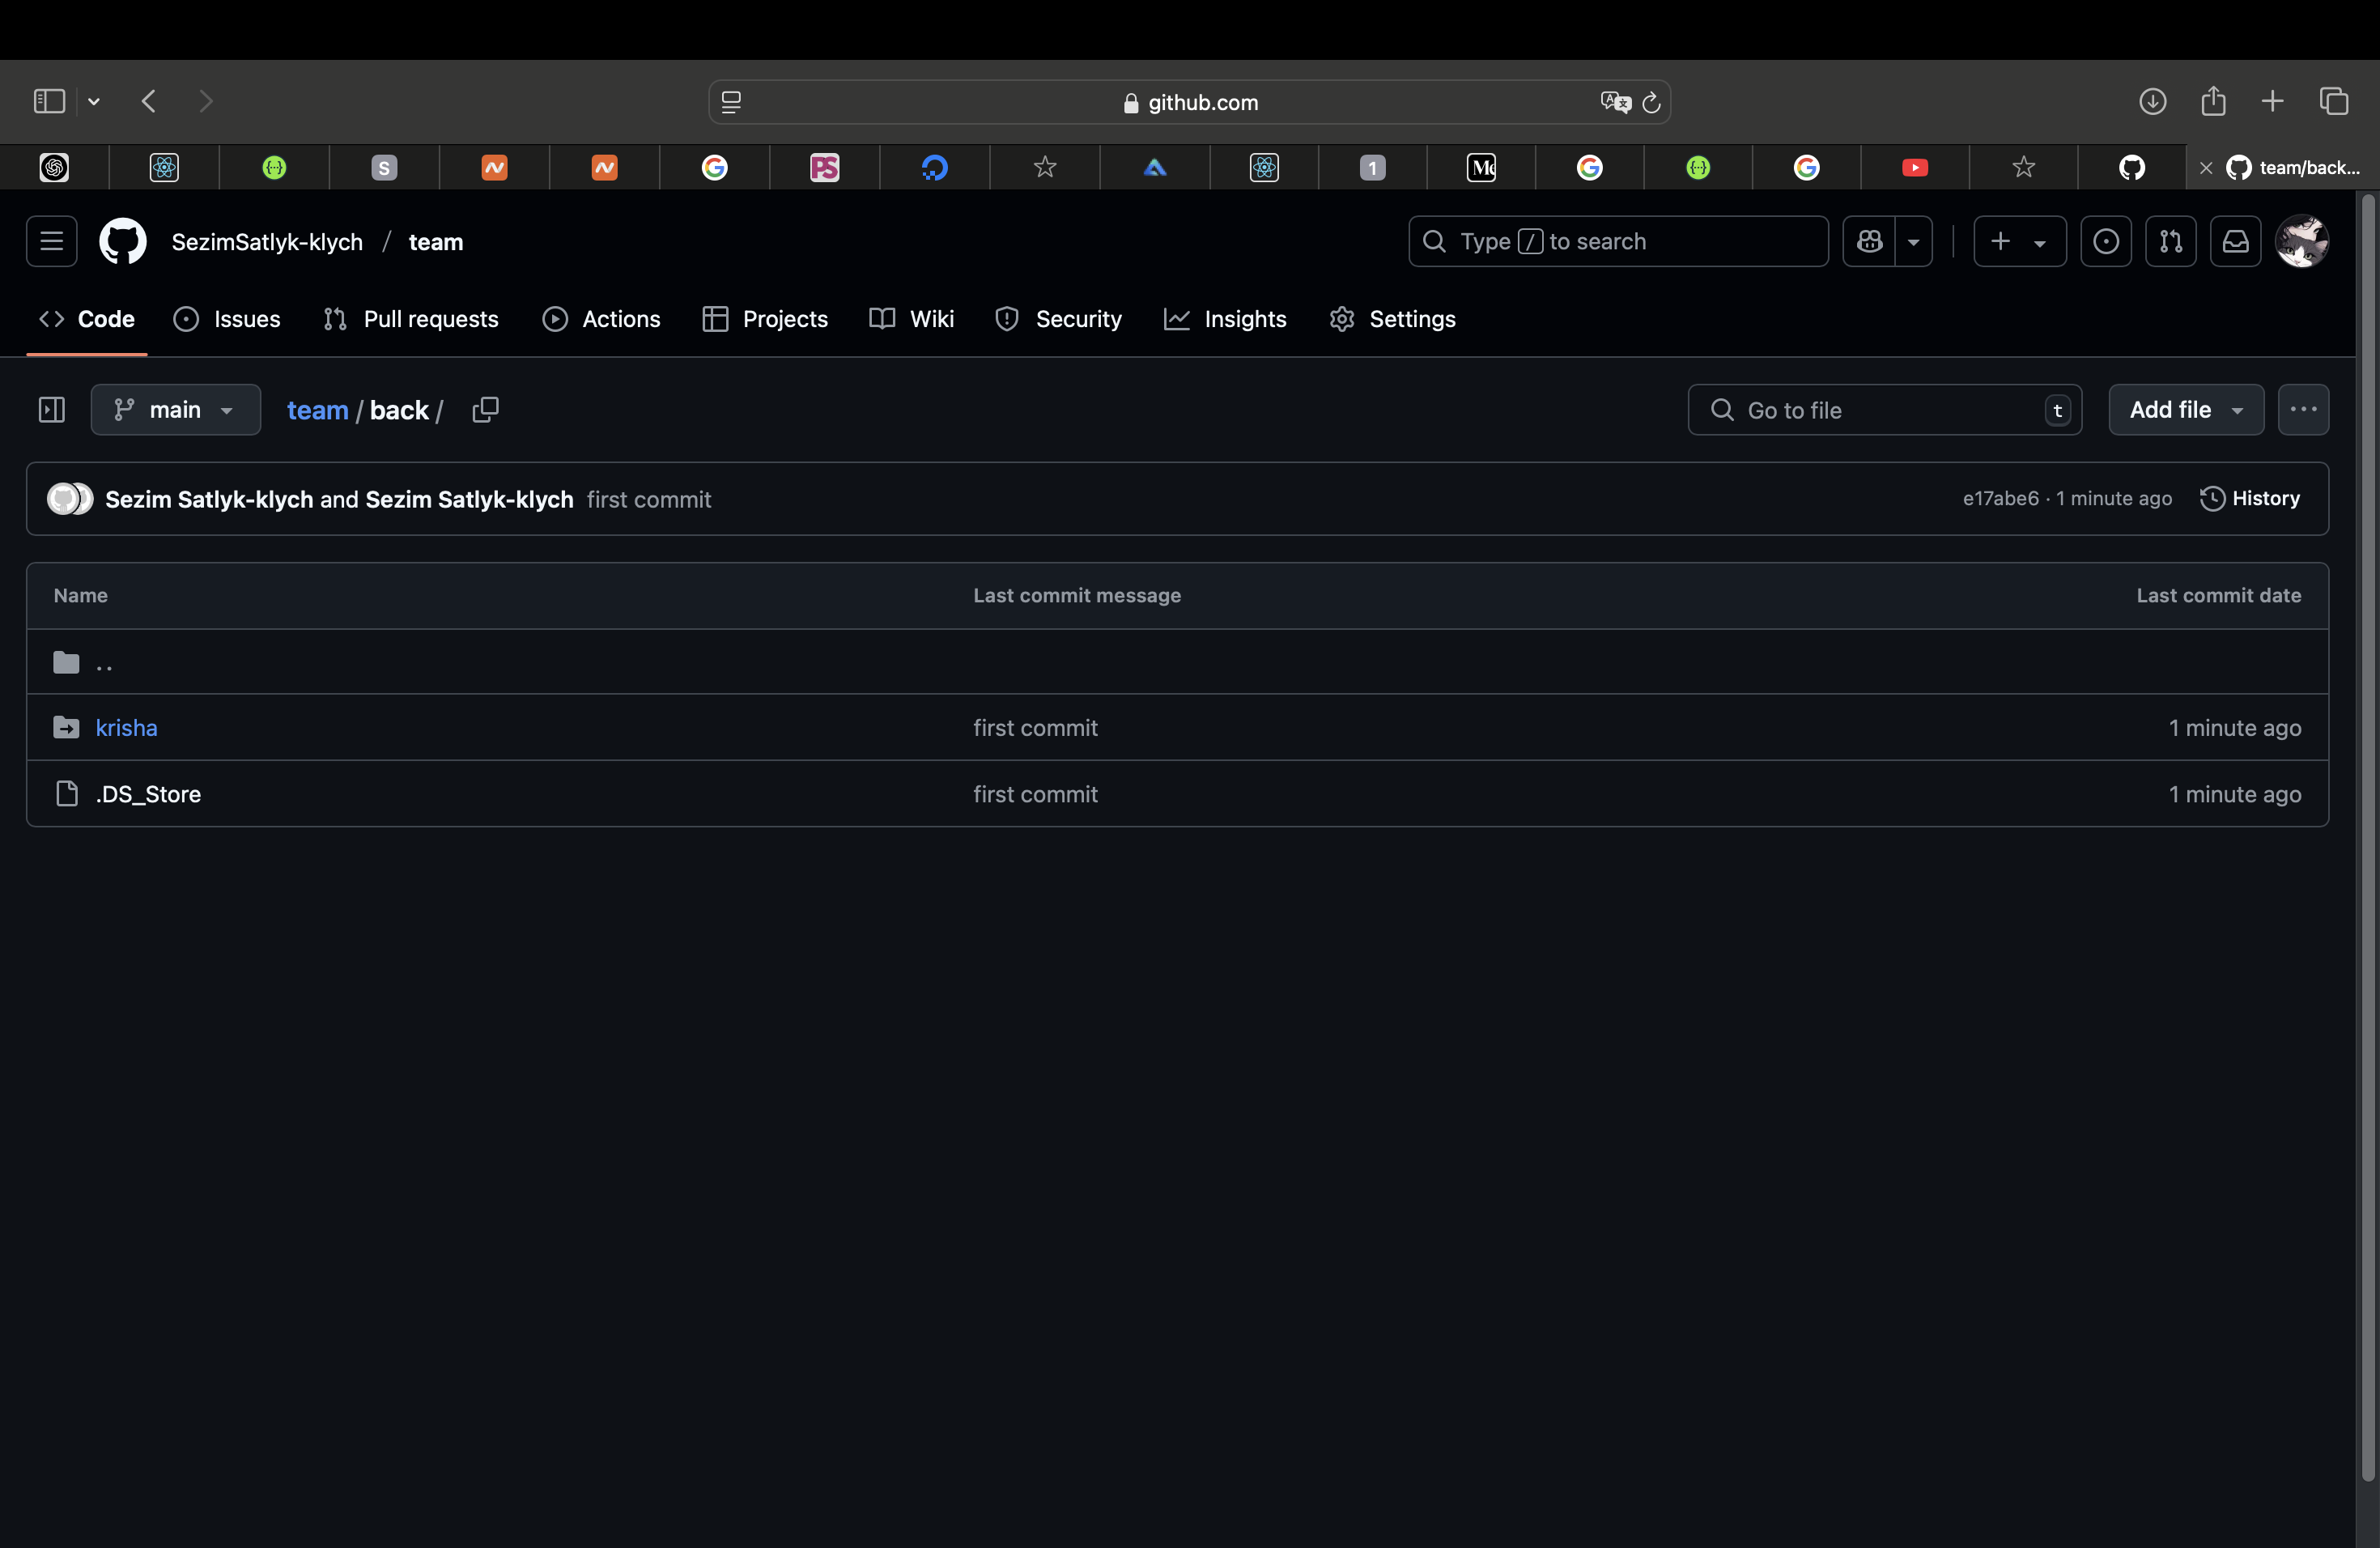 github.com
S
PS
1
team/back...
SezimSatlyk-klych / team
Type / to search
Code Issues Pull requests Actions Projects Wiki Security Insights Settings
main team / back / Go to file t Add file
Sezim Satlyk-klych and Sezim Satlyk-klych first commit e17abe6 · 1 minute ago History
Name Last commit message Last commit date
..
krisha first commit 1 minute ago
.DS_Store first commit 1 minute ago